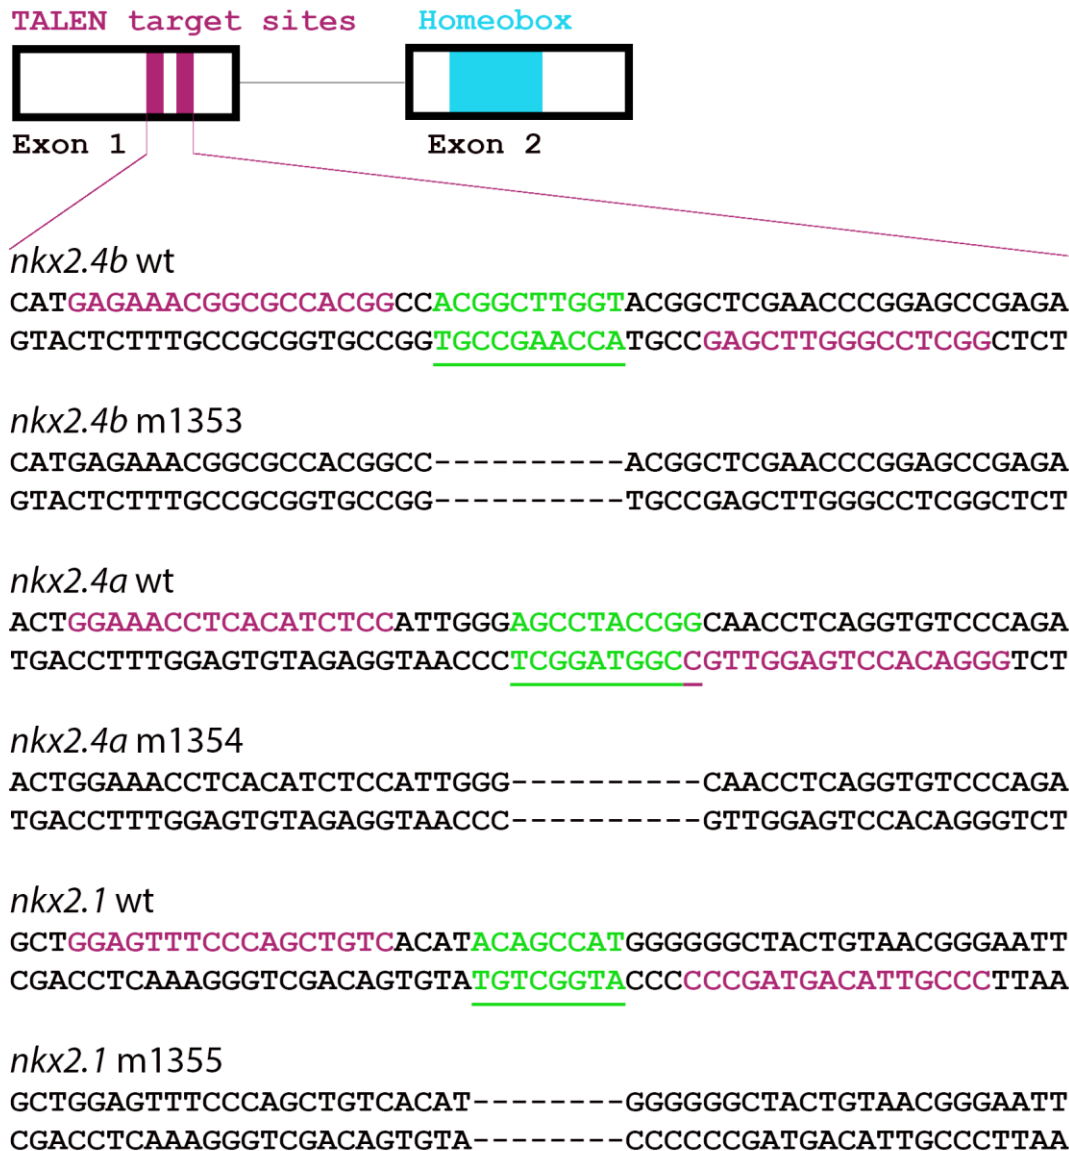 TALEN target sites Homeobox
Exon 1 Exon 2
nkx2.4b wt
CATGAGAAACGGCGCCACGGCCACGGCTTGGTACGGCTCGAACCCGGAGCCGAGA
GTACTCTTTGCCGCGGTGCCGGTGCCGAACCATGCCGAGCTTGGGCCTCGGCTCT
nkx2.4b m1353
CATGAGAAACGGCGCCACGGCC----------ACGGCTCGAACCCGGAGCCGAGA
GTACTCTTTGCCGCGGTGCCGG----------TGCCGAGCTTGGGCCTCGGCTCT
nkx2.4a wt
ACTGGAAACCTCACATCTCCATTGGGAGCCTACCGGCAACCTCAGGTGTCCCAGA
TGACCTTTGGAGTGTAGAGGTAACCCTCGGATGGCCGTTGGAGTCCACAGGGTCT
nkx2.4a m1354
ACTGGAAACCTCACATCTCCATTGGG----------CAACCTCAGGTGTCCCAGA
TGACCTTTGGAGTGTAGAGGTAACCC----------GTTGGAGTCCACAGGGTCT
nkx2.1 wt
GCTGGAGTTTCCCAGCTGTCACATACAGCCATGGGGGGCTACTGTAACGGGAATT
CGACCTCAAAGGGTCGACAGTGTATGTCGGTACCCCCCGATGACATTGCCCTTAA
nkx2.1 m1355
GCTGGAGTTTCCCAGCTGTCACAT--------GGGGGGCTACTGTAACGGGAATT
CGACCTCAAAGGGTCGACAGTGTA--------CCCCCCGATGACATTGCCCTTAA